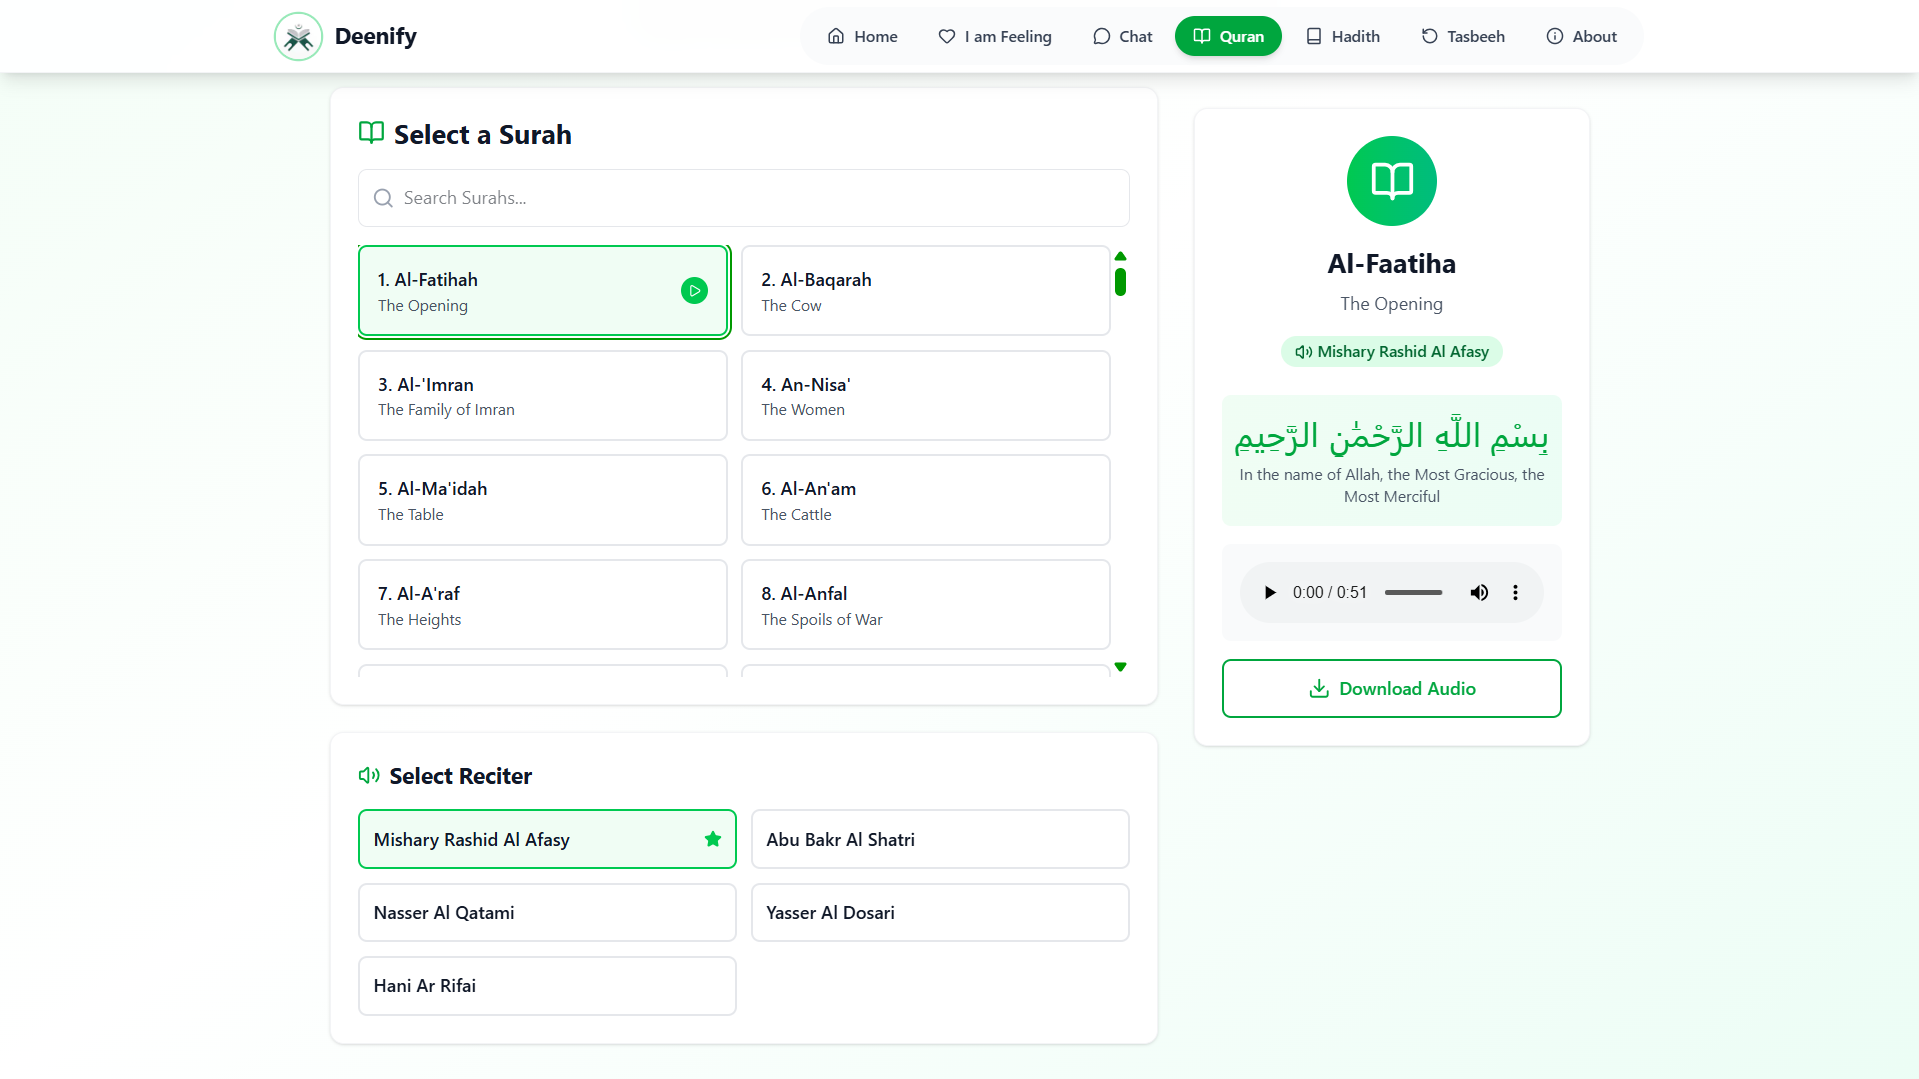 Deenify
Home
I am Feeling
Chat
Quran
Hadith
Tasbeeh
About
Select a Surah
Search Surahs...
1. Al-Fatihah
The Opening
2. Al-Baqarah
The Cow
3. Al-'Imran
The Family of Imran
4. An-Nisa'
The Women
5. Al-Ma'idah
The Table
6. Al-An'am
The Cattle
7. Al-A'raf
The Heights
8. Al-Anfal
The Spoils of War
Select Reciter
Mishary Rashid Al Afasy
Abu Bakr Al Shatri
Nasser Al Qatami
Yasser Al Dosari
Hani Ar Rifai
Al-Faatiha
The Opening
Mishary Rashid Al Afasy
بِسْمِ اللَّهِ الرَّحْمَٰنِ الرَّحِيمِ
In the name of Allah, the Most Gracious, the
Most Merciful
0:00 / 0:51
Download Audio